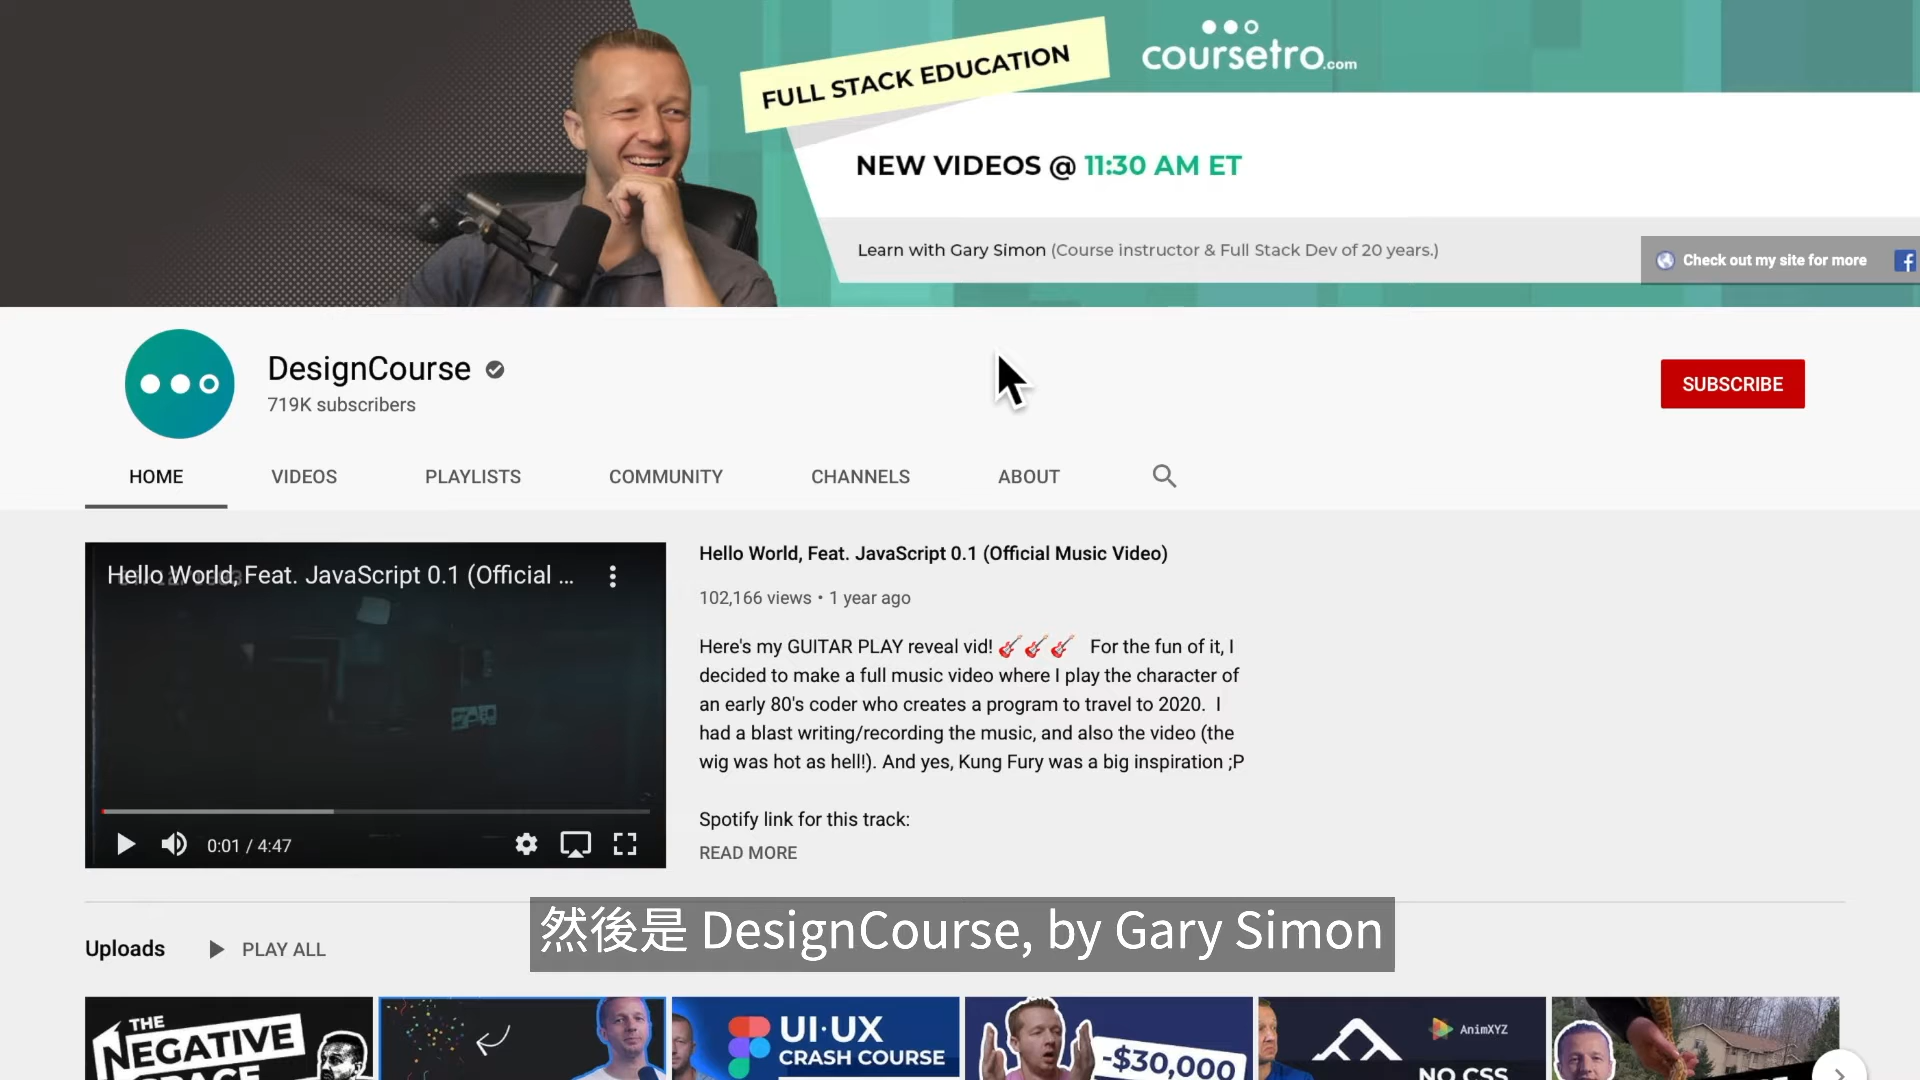 FULL STACK EDUCATION
coursetro.com
NEW VIDEOS @ 11:30 AM ET
Learn with Gary Simon (Course instructor & Full Stack Dev of 20 years.)
Check out my site for more
DesignCourse
719K subscribers
SUBSCRIBE
HOME VIDEOS PLAYLISTS COMMUNITY CHANNELS ABOUT
Hello World, Feat. JavaScript 0.1 (Official ...
0:01 / 4:47
Hello World, Feat. JavaScript 0.1 (Official Music Video)
102,166 views • 1 year ago
Here's my GUITAR PLAY reveal vid! 🎸🎸🎸 For the fun of it, I
decided to make a full music video where I play the character of
an early 80's coder who creates a program to travel to 2020. I
had a blast writing/recording the music, and also the video (the
wig was hot as hell!). And yes, Kung Fury was a big inspiration ;P
Spotify link for this track:
READ MORE
然後是 DesignCourse, by Gary Simon
Uploads PLAY ALL
THE
NEGATIVE
SPACE
UI·UX
CRASH COURSE
-$30,000
AnimXYZ
NO CSS